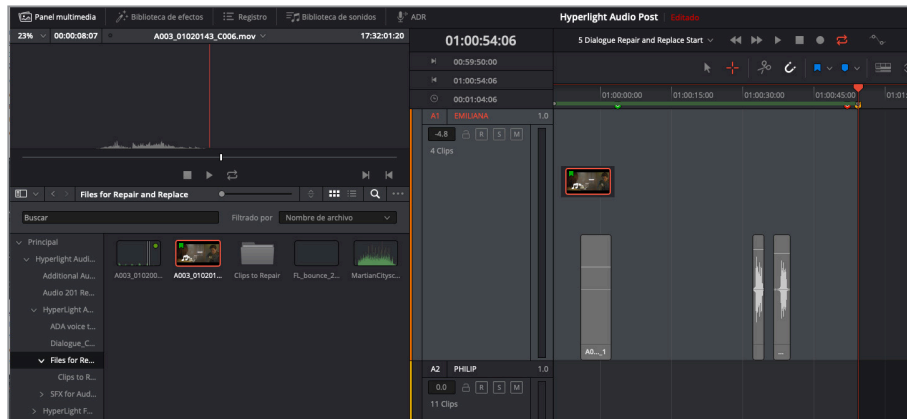 Panel multimedia
Biblioteca de efectos
Registro
Biblioteca de sonidos
ADR
Hyperlight Audio Post
Editado
23%
00:00:08:07
A003_01020143_C006.mov
17:32:01:20
01:00:54:06
5 Dialogue Repair and Replace Start
00:59:50:00
01:00:54:06
00:01:04:06
01:00:00:00
01:00:15:00
01:00:30:00
01:00:45:00
01:01:
A1 EMILIANA 1.0
-4.8 R S M
4 Clips
Files for Repair and Replace
Buscar
Filtrado por
Nombre de archivo
Principal
Hyperlight Audi...
Additional Au...
Audio 201 Re...
HyperLight A...
ADA voice t...
Dialogue_C...
Files for Re...
Clips to R...
SFX for Aud...
HyperLight F...
A003_010200...
A003_010201...
Clips to Repair
FL_bounce_2...
MartianCitysc...
A0..._1
...
A2 PHILIP 1.0
0.0 R S M
11 Clips